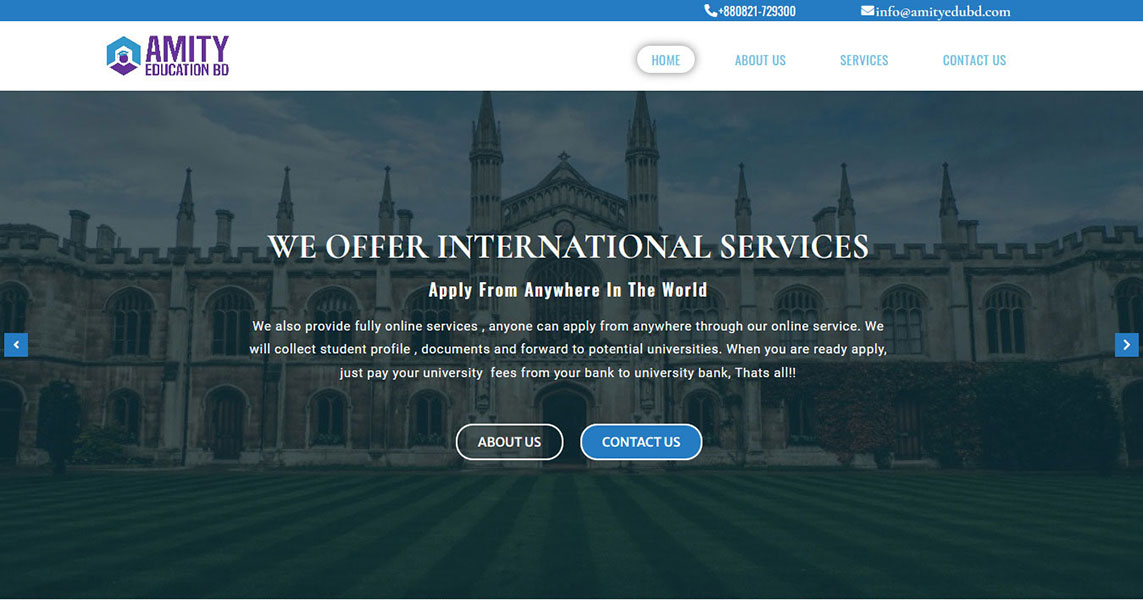 +880821-729300 info@amityedubd.com
AMITY
EDUCATION BD
HOME ABOUT US SERVICES CONTACT US
WE OFFER INTERNATIONAL SERVICES
Apply From Anywhere In The World
We also provide fully online services , anyone can apply from anywhere through our online service. We
will collect student profile , documents and forward to potential universities. When you are ready apply,
just pay your university  fees from your bank to university bank, Thats all!!
ABOUT US CONTACT US